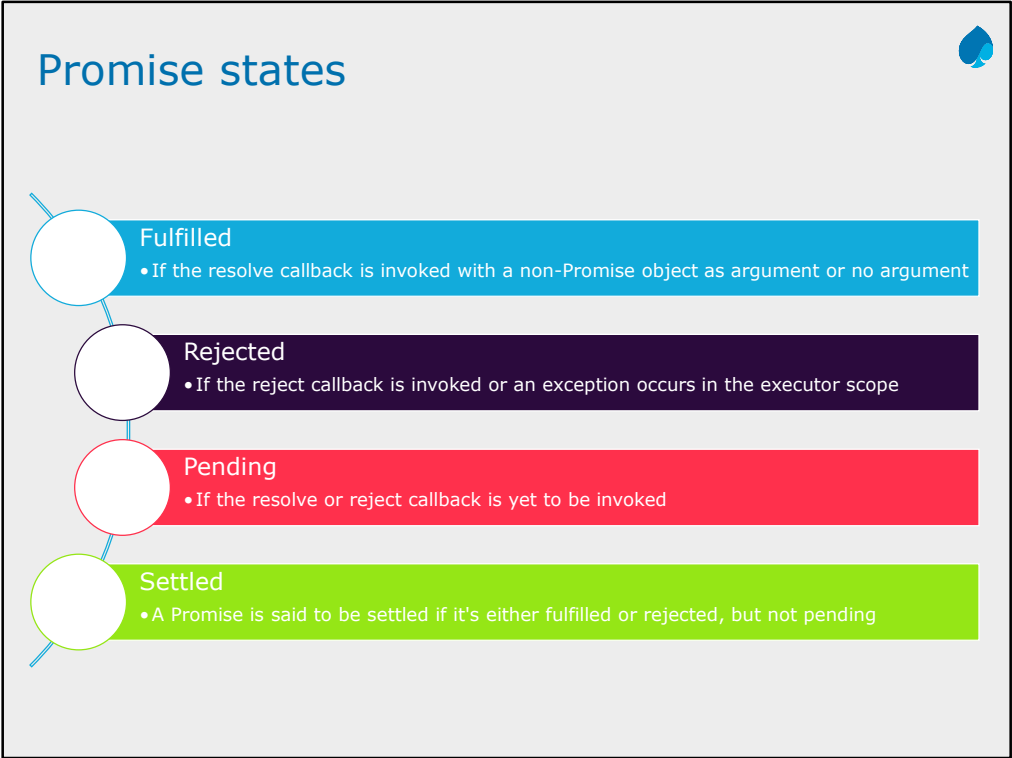 Promise states
Fulfilled
•If the resolve callback is invoked with a non-Promise object as argument or no argument
Rejected
•If the reject callback is invoked or an exception occurs in the executor scope
Pending
•If the resolve or reject callback is yet to be invoked
Settled
•A Promise is said to be settled if it's either fulfilled or rejected, but not pending